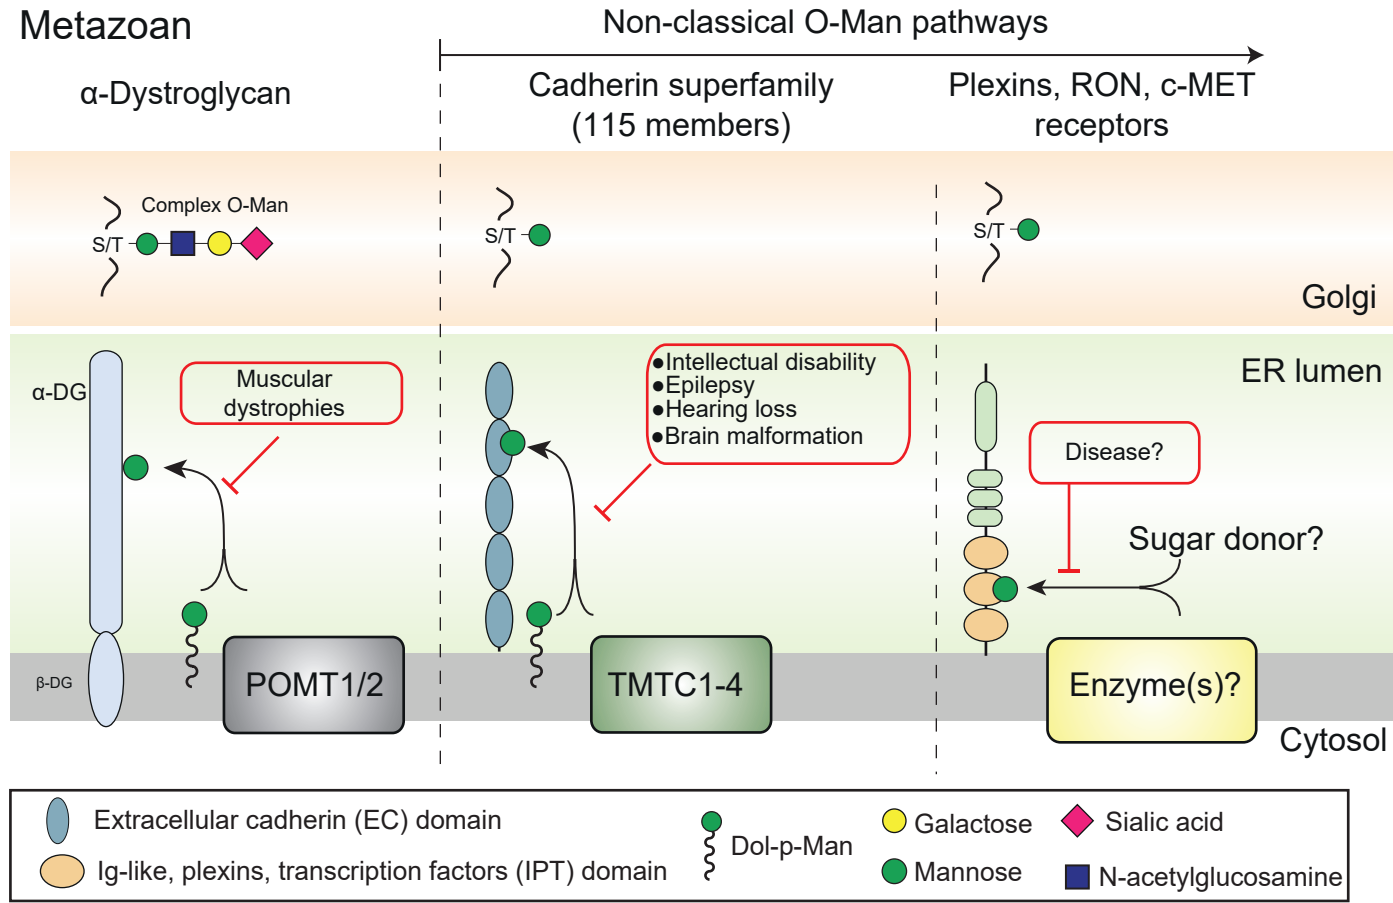 Metazoan
Non-classical O-Man pathways
α-Dystroglycan
Cadherin superfamily
(115 members)
Plexins, RON, c-MET
receptors
Complex O-Man
S/T
S/T
S/T
Golgi
α-DG
Muscular
dystrophies
●Intellectual disability
●Epilepsy
●Hearing loss
●Brain malformation
ER lumen
Disease?
Sugar donor?
β-DG
POMT1/2
TMTC1-4
Enzyme(s)?
Cytosol
Extracellular cadherin (EC) domain
Ig-like, plexins, transcription factors (IPT) domain
Dol-p-Man
Galactose
Mannose
Sialic acid
N-acetylglucosamine